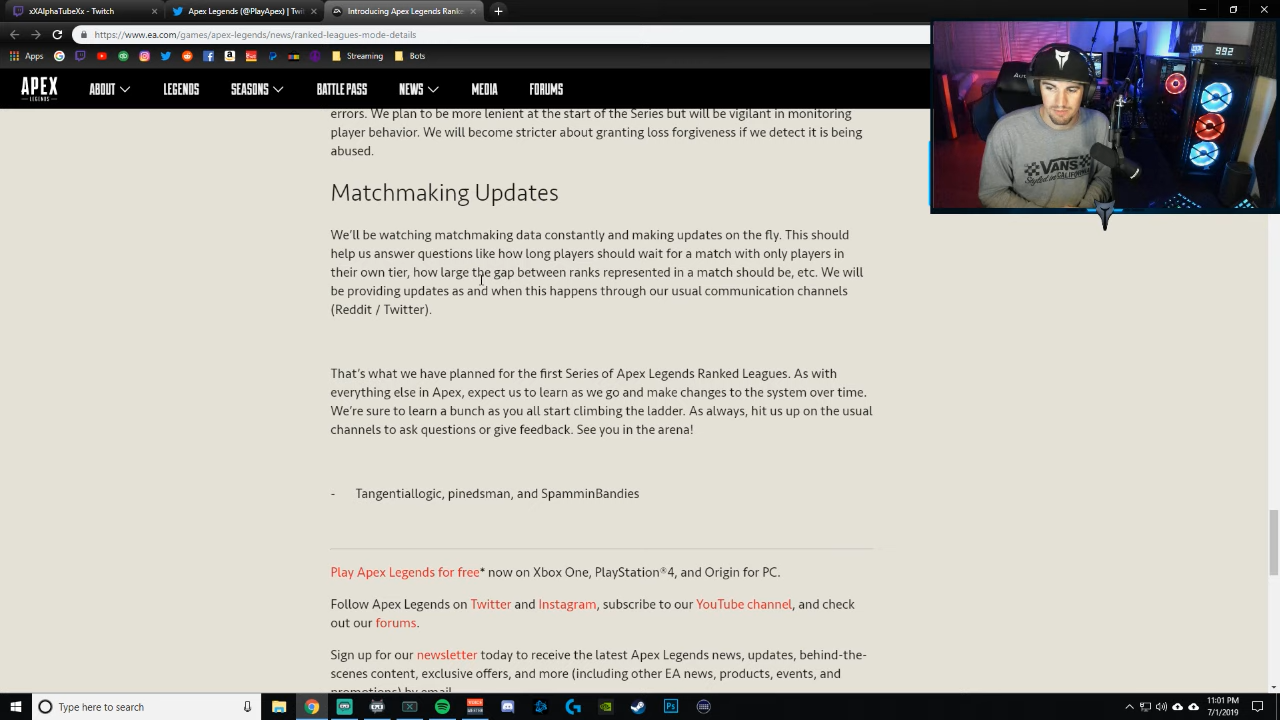 xXAlphaTubeXx - Twitch
Apex Legends (@PlayApex) | Twit
Apex Legends Ranked Leagues
https://www.ea.com/games/apex-legends/news/ranked-leagues-mode-details
Apps
Streaming
Bots
APEX
LEGENDS
ABOUT
LEGENDS
SEASONS
BATTLE PASS
NEWS
MEDIA
FORUMS
992
VANS
errors. We plan to be more lenient at the start of the Series but will be vigilant in monitoring
player behavior. We will become stricter about granting loss forgiveness if we detect it is being
abused.
Matchmaking Updates
We'll be watching matchmaking data constantly and making updates on the fly. This should
help us answer questions like how long players should wait for a match with only players in
their own tier, how large the gap between ranks represented in a match should be, etc. We will
be providing updates as and when this happens through our usual communication channels
(Reddit / Twitter).
That's what we have planned for the first Series of Apex Legends Ranked Leagues. As with
everything else in Apex, expect us to learn as we go and make changes to the system over time.
We're sure to learn a bunch as you all start climbing the ladder. As always, hit us up on the usual
channels to ask questions or give feedback. See you in the arena!
- Tangentiallogic, pinedsman, and SpamminBandies
Play Apex Legends for free* now on Xbox One, PlayStation®4, and Origin for PC.
Follow Apex Legends on Twitter and Instagram, subscribe to our YouTube channel, and check
out our forums.
Sign up for our newsletter today to receive the latest Apex Legends news, updates, behind-the-
scenes content, exclusive offers, and more (including other EA news, products, events, and
promotions) by email.
Type here to search
11:01 PM
7/1/2019